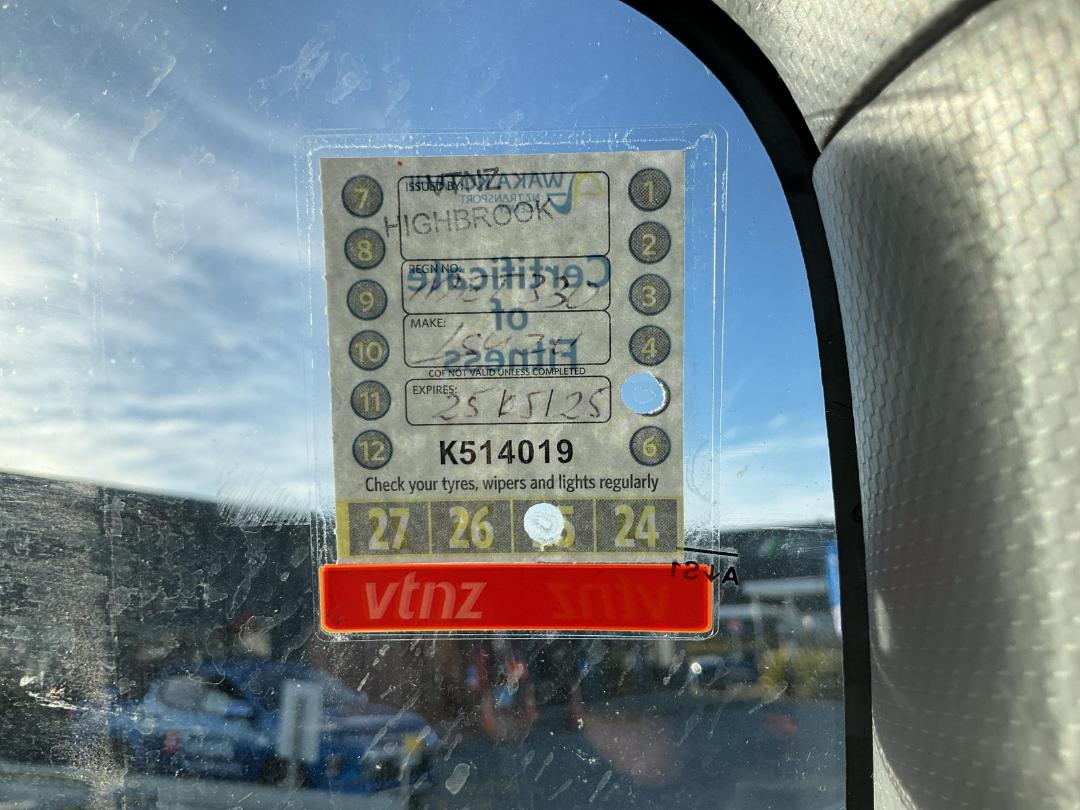 7
8
9
10
11
12
ISSUED BY:
VTNZ
HIGHBROOK
WAKA
NZ TRANSPORT
REGN NO:
Certificate
of
Fitness
MAKE:
COF NOT VALID UNLESS COMPLETED
EXPIRES:
25/5/25
1
2
3
4
6
K514019
Check your tyres, wipers and lights regularly
27 26 24
vtnz